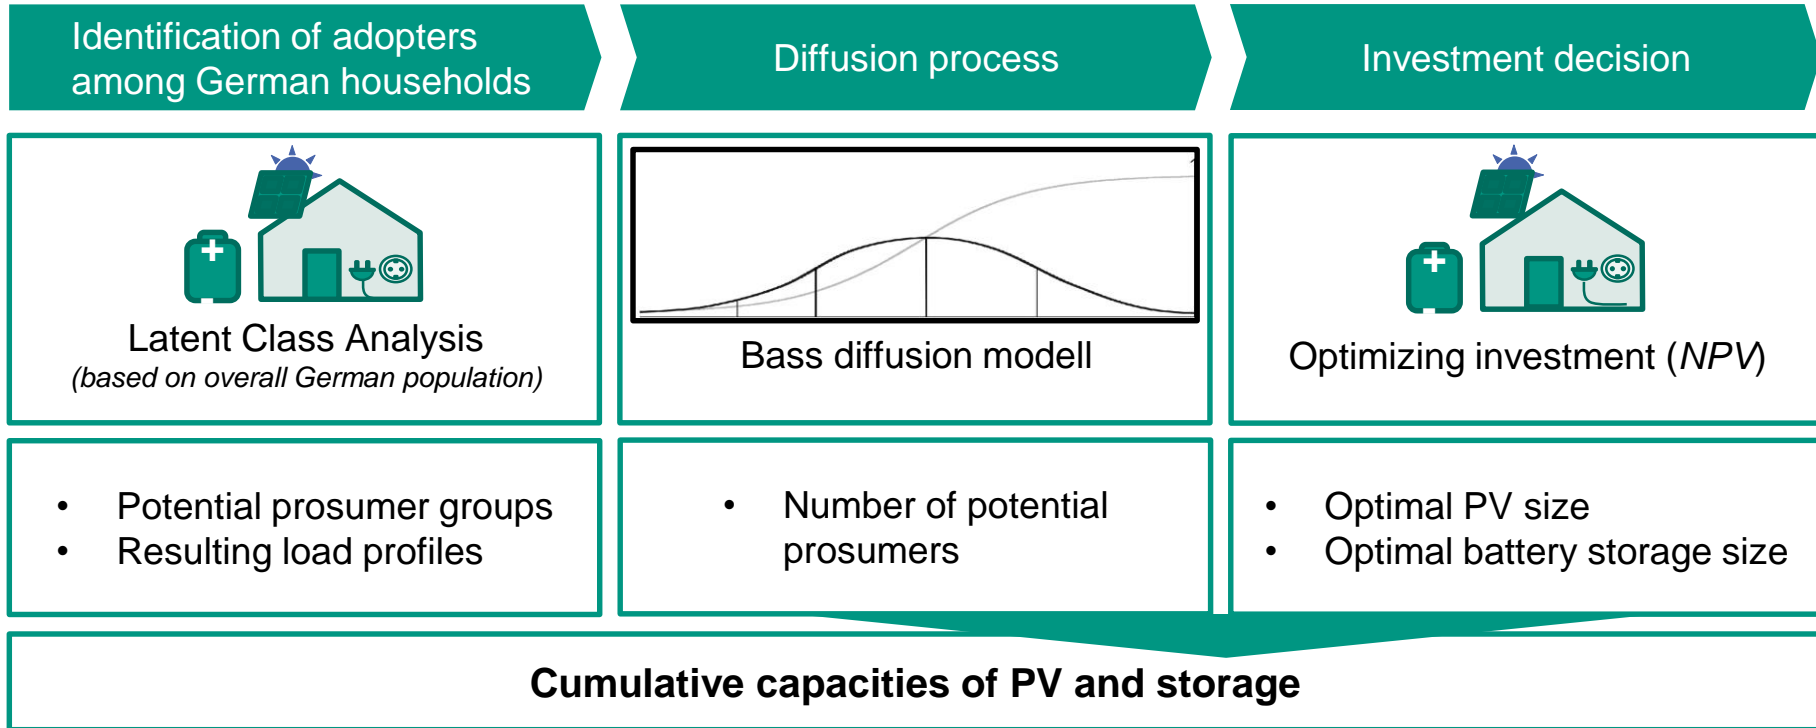 Identification of adopters
among German households
Diffusion process
Investment decision
Latent Class Analysis
(based on overall German population)
Bass diffusion modell
Optimizing investment (NPV)
• Potential prosumer groups
• Resulting load profiles
• Number of potential
prosumers
• Optimal PV size
• Optimal battery storage size
Cumulative capacities of PV and storage